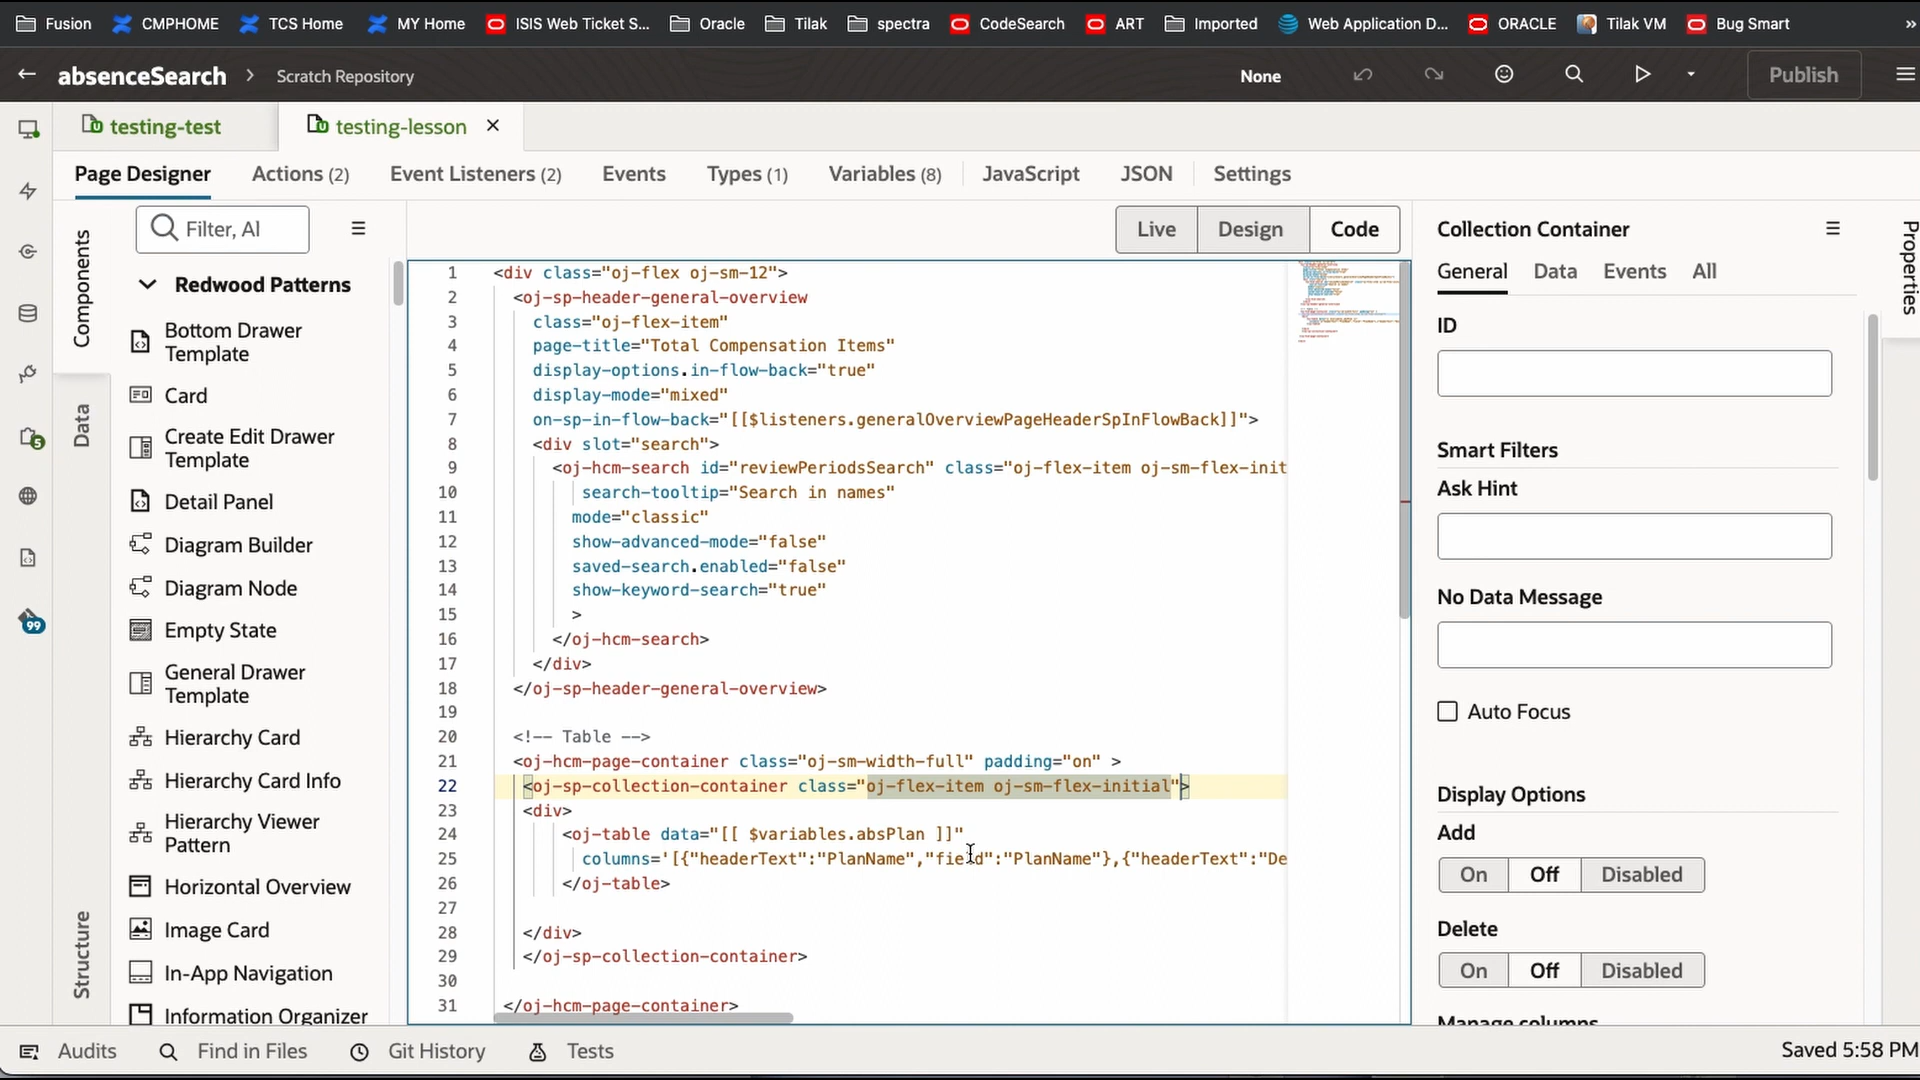 Fusion CMPHOME TCS Home MY Home ISIS Web Ticket S... Oracle Tilak spectra CodeSearch ART Imported Web Application D... ORACLE Tilak VM Bug Smart »
absenceSearch Scratch Repository None Publish
testing-test testing-lesson
Page Designer Actions (2) Event Listeners (2) Events Types (1) Variables (8) JavaScript JSON Settings
Components
Data
Structure
5
99
Filter, Al
Redwood Patterns
Bottom Drawer
Template
Card
Create Edit Drawer
Template
Detail Panel
Diagram Builder
Diagram Node
Empty State
General Drawer
Template
Hierarchy Card
Hierarchy Card Info
Hierarchy Viewer
Pattern
Horizontal Overview
Image Card
In-App Navigation
Information Organizer
Live Design Code
1 <div class="oj-flex oj-sm-12">
2 <oj-sp-header-general-overview
3 class="oj-flex-item"
4 page-title="Total Compensation Items"
5 display-options.in-flow-back="true"
6 display-mode="mixed"
7 on-sp-in-flow-back="[[$listeners.generalOverviewPageHeaderSpInFlowBack]]">
8 <div slot="search">
9 <oj-hcm-search id="reviewPeriodsSearch" class="oj-flex-item oj-sm-flex-init
10 search-tooltip="Search in names"
11 mode="classic"
12 show-advanced-mode="false"
13 saved-search.enabled="false"
14 show-keyword-search="true"
15 >
16 </oj-hcm-search>
17 </div>
18 </oj-sp-header-general-overview>
19
20 <!-- Table -->
21 <oj-hcm-page-container class="oj-sm-width-full" padding="on" >
22 <oj-sp-collection-container class="oj-flex-item oj-sm-flex-initial">
23 <div>
24 <oj-table data="[[ $variables.absPlan ]]"
25 columns='[{"headerText":"PlanName","field":"PlanName"},{"headerText":"De
26 </oj-table>
27
28 </div>
29 </oj-sp-collection-container>
30
31 </oj-hcm-page-container>
Collection Container
General Data Events All
ID
Smart Filters
Ask Hint
No Data Message
Auto Focus
Display Options
Add
On Off Disabled
Delete
On Off Disabled
Manage columns
Properties
Audits Find in Files Git History Tests Saved 5:58 PM